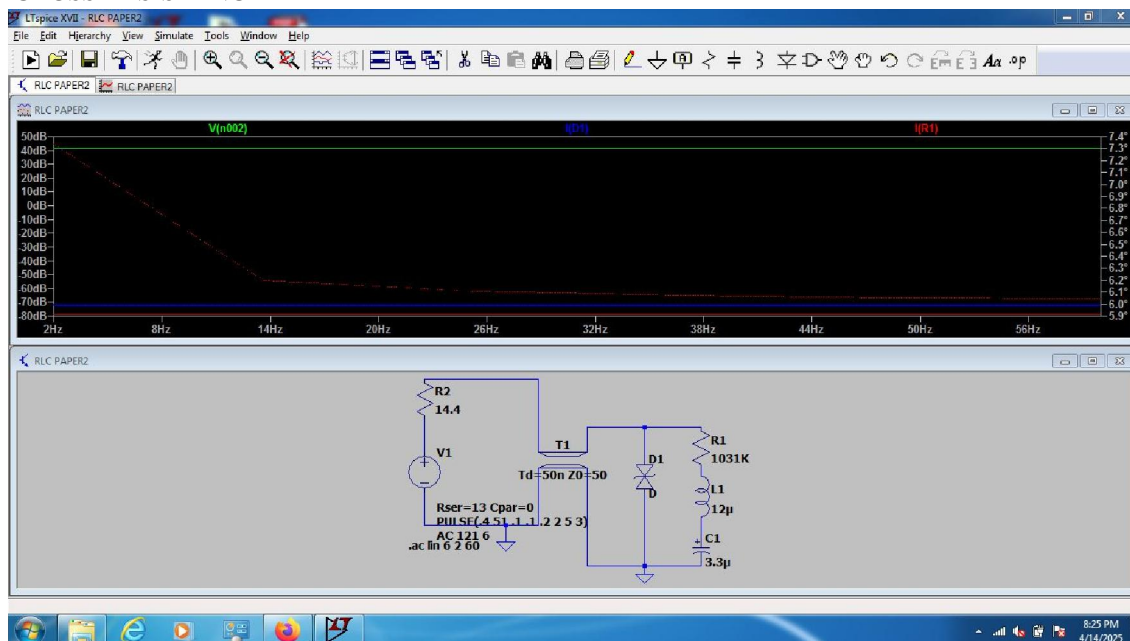 LTspice XVII - RLC PAPER2
File Edit Hierarchy View Simulate Tools Window Help
RLC PAPER2 RLC PAPER2
RLC PAPER2
V(n002) I(D1) I(R1)
50dB 7.4°
40dB 7.3°
30dB 7.2°
20dB 7.1°
10dB 7.0°
0dB 6.9°
-10dB 6.8°
-20dB 6.7°
-30dB 6.6°
-40dB 6.5°
-50dB 6.4°
-60dB 6.3°
-70dB 6.2°
-80dB 6.1°
6.0°
5.9°
2Hz 8Hz 14Hz 20Hz 26Hz 32Hz 38Hz 44Hz 50Hz 56Hz
RLC PAPER2
R2
14.4
V1
T1
Td=50n Z0=50
D1
D
R1
1031K
L1
12µ
C1
3.3µ
Rser=13 Cpar=0
PULSE(.4 51 .1 .1 .2 2 5 3)
AC 121 6
.ac lin 6 2 60
8:25 PM
4/14/2025